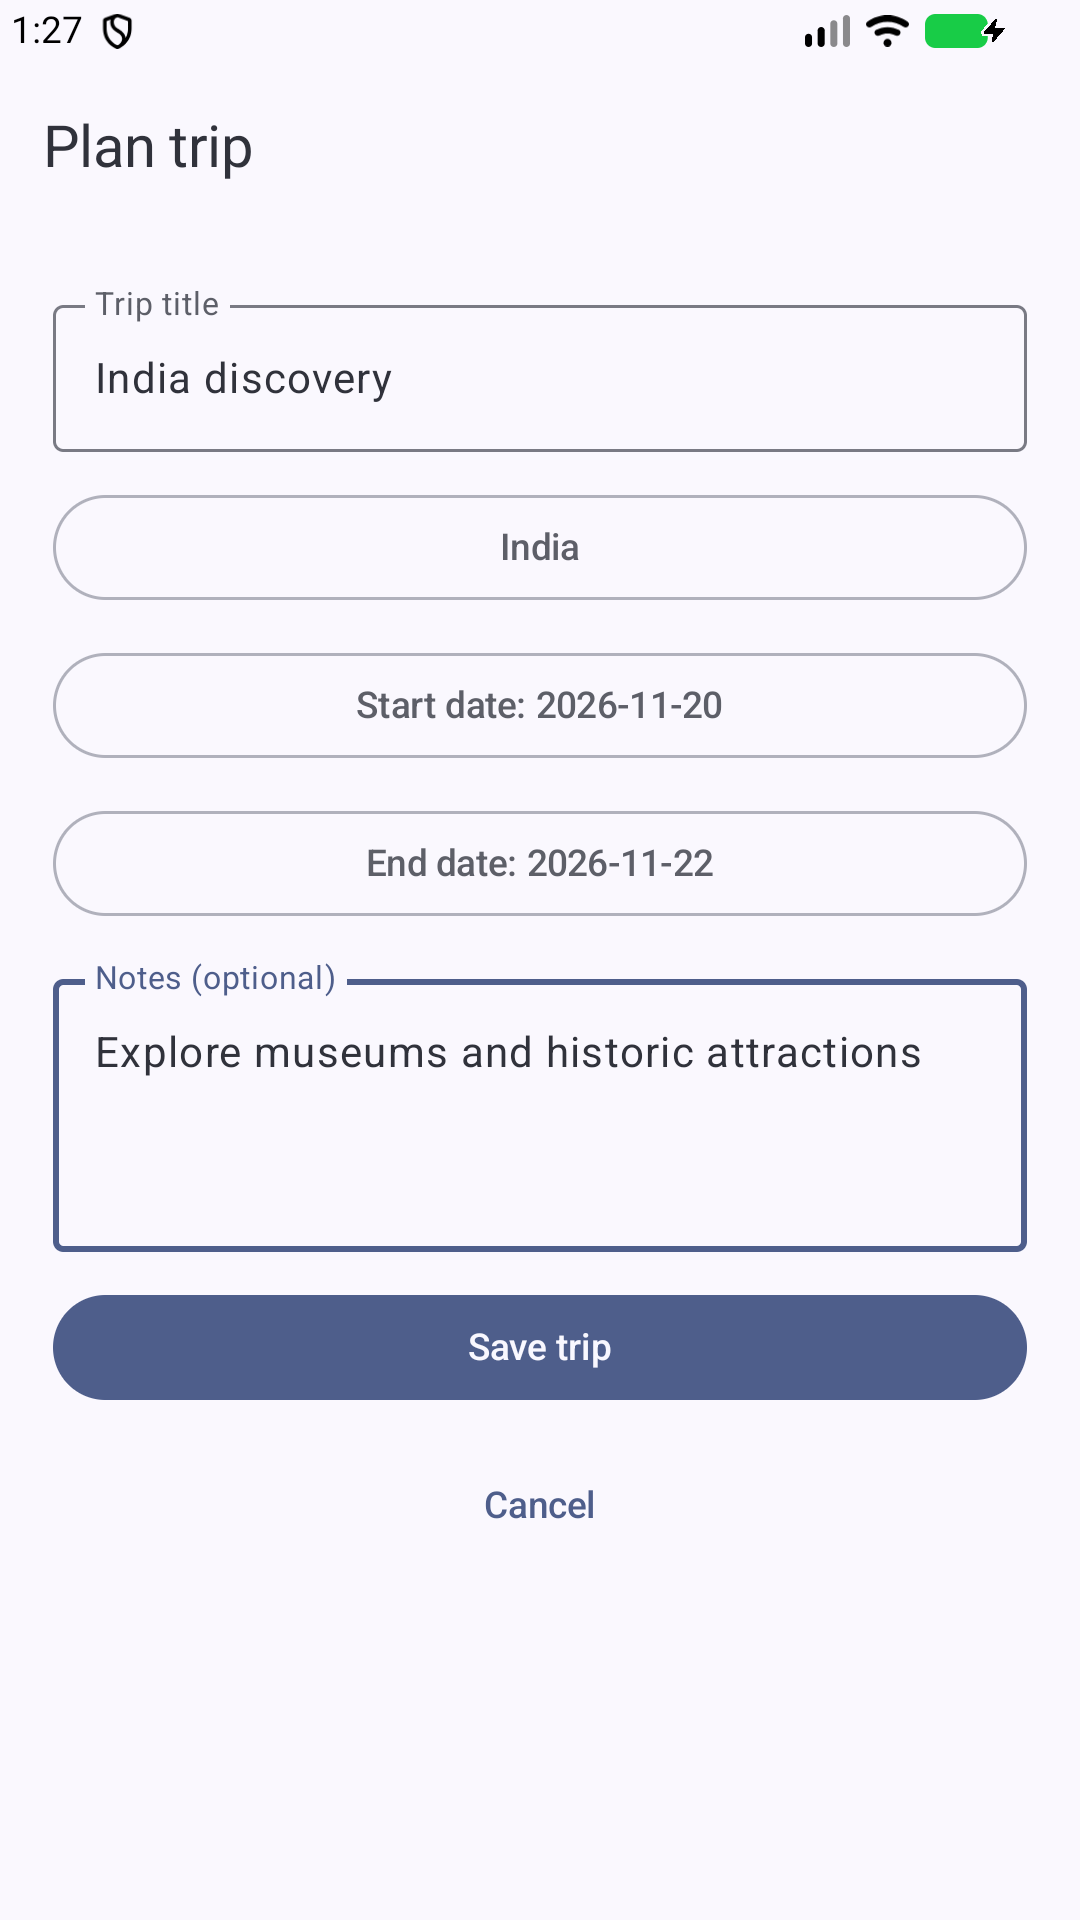 1:27
Plan trip
Trip title
India discovery
India
Start date: 2026-11-20
End date: 2026-11-22
Notes (optional)
Explore museums and historic attractions
Save trip
Cancel